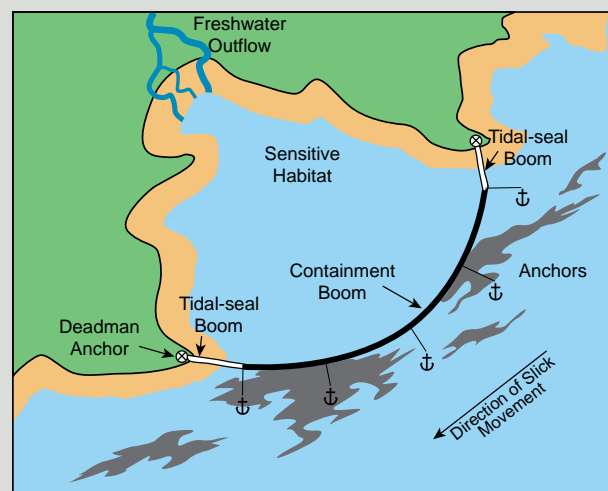 Freshwater
Outflow
Tidal-seal
Boom
Sensitive
Habitat
Containment
Boom
Anchors
Tidal-seal
Boom
Deadman
Anchor
Direction of Slick
Movement